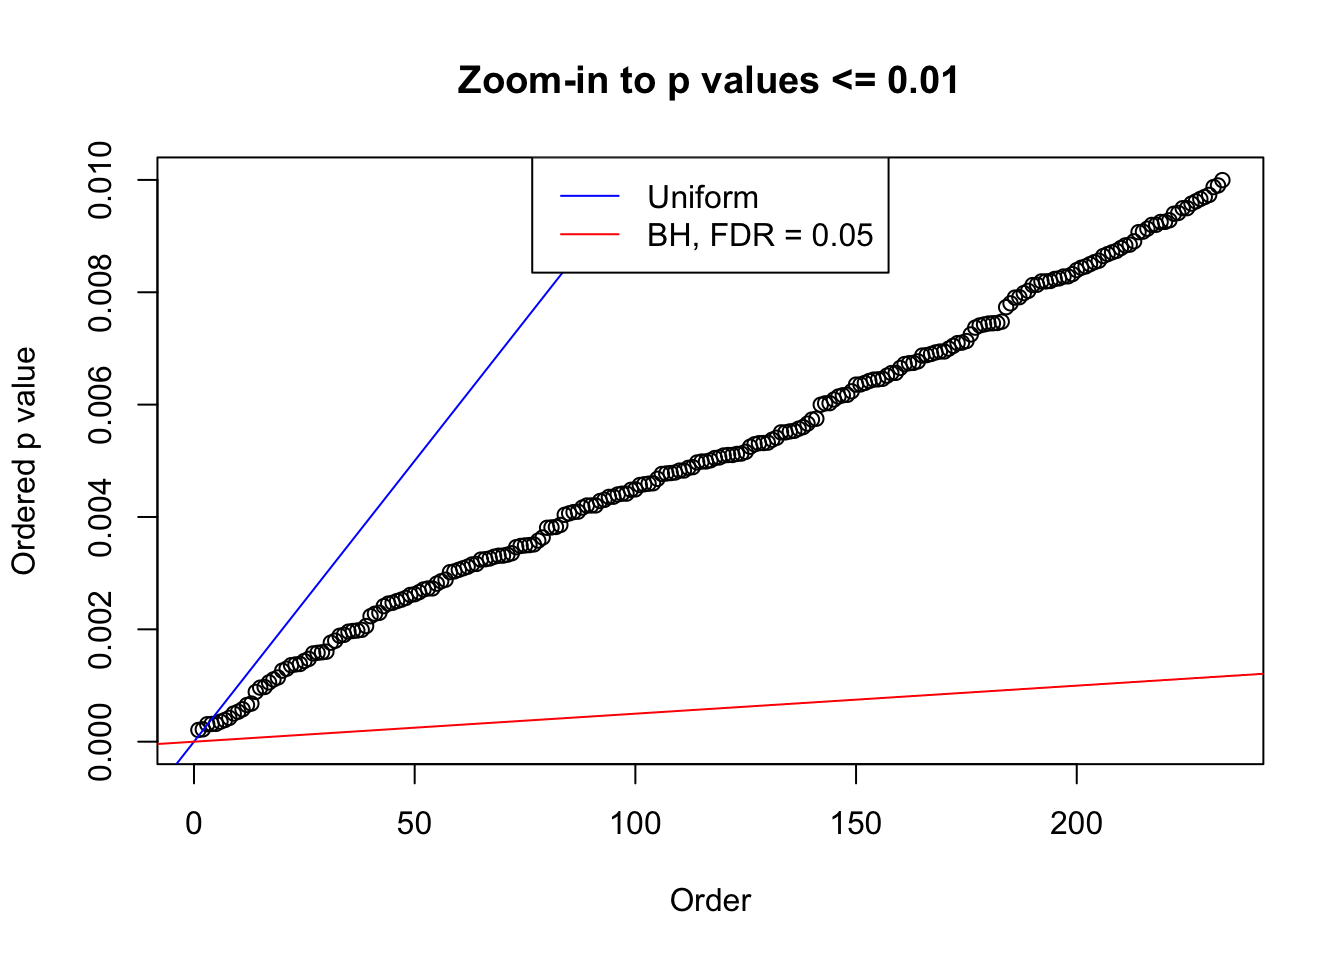 Zoom-in to p values <= 0.01
Uniform
BH, FDR = 0.05
Ordered p value
0.010
0.008
0.006
0.004
0.002
0.000
0 50 100 150 200
Order